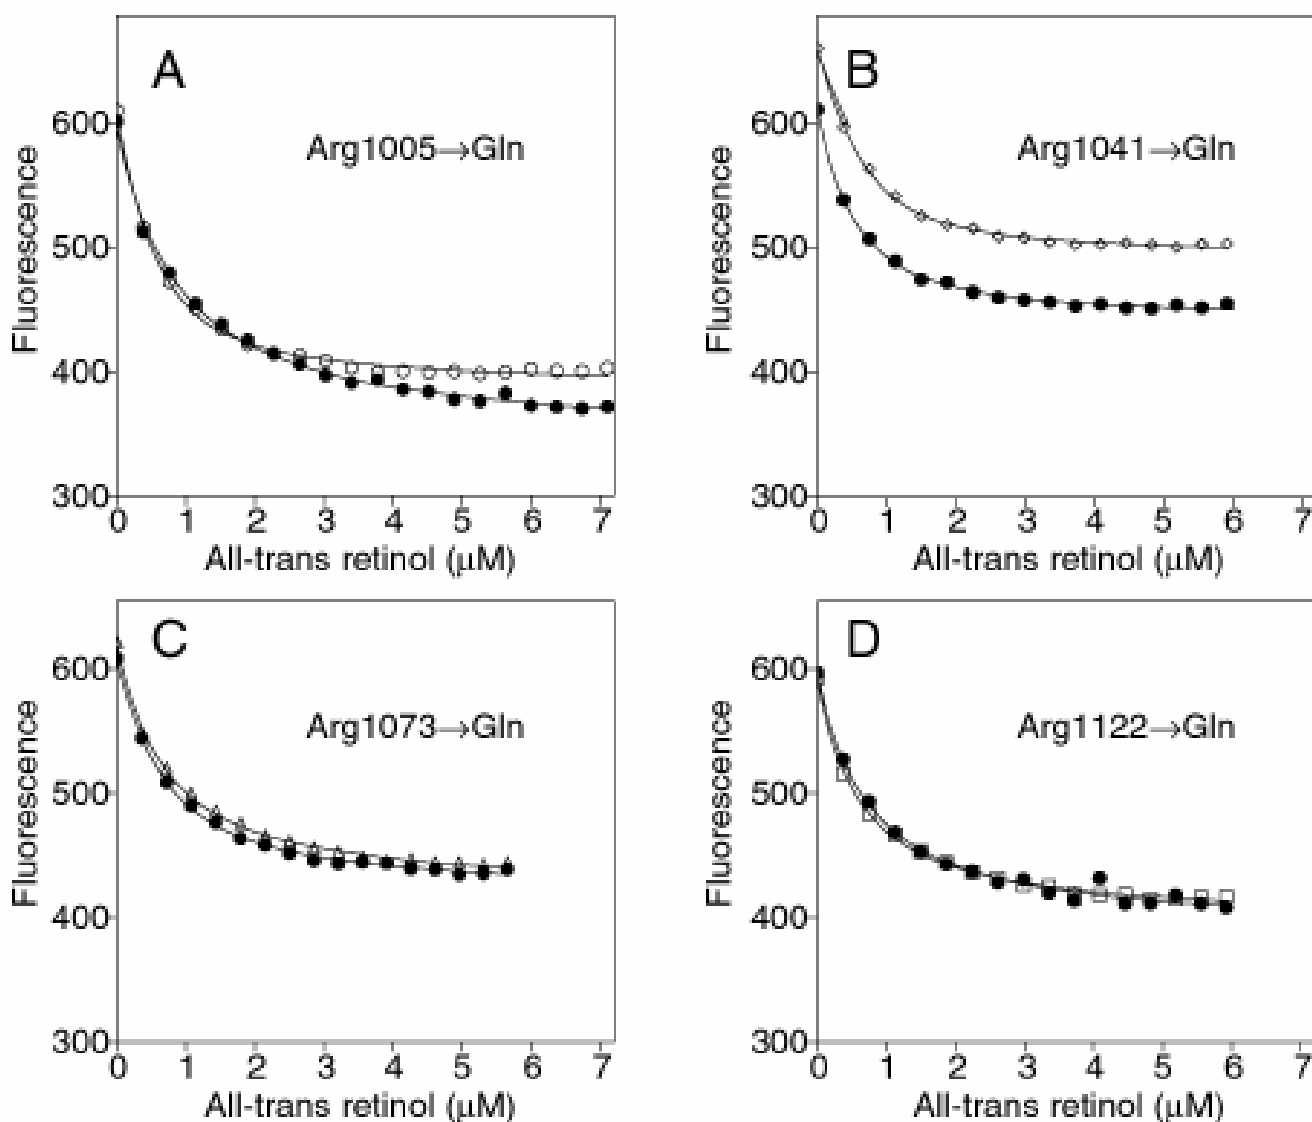 A
Arg1005→Gln
Fluorescence
600
500
400
300
0 1 2 3 4 5 6 7
All-trans retinol (μM)
B
Arg1041→Gln
Fluorescence
600
500
400
300
0 1 2 3 4 5 6 7
All-trans retinol (μM)
C
Arg1073→Gln
Fluorescence
600
500
400
300
0 1 2 3 4 5 6 7
All-trans retinol (μM)
D
Arg1122→Gln
Fluorescence
600
500
400
300
0 1 2 3 4 5 6 7
All-trans retinol (μM)